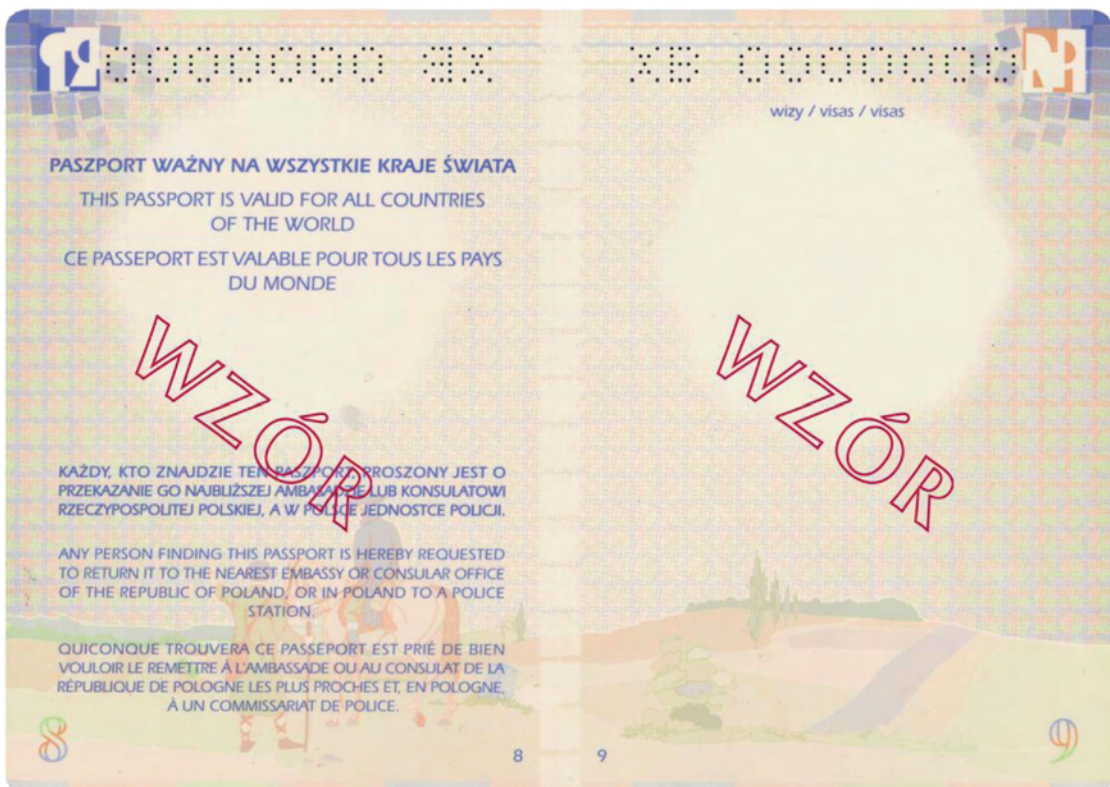 0000000 BX
PASZPORT WAŻNY NA WSZYSTKIE KRAJE ŚWIATA
THIS PASSPORT IS VALID FOR ALL COUNTRIES
OF THE WORLD
CE PASSEPORT EST VALABLE POUR TOUS LES PAYS
DU MONDE
WZÓR
KAŻDY, KTO ZNAJDZIE TEN PASZPORT, PROSZONY JEST O
PRZEKAZANIE GO NAJBLIŻSZEJ AMBASADZIE LUB KONSULATOWI
RZECZYPOSPOLITEJ POLSKIEJ, A W POLSCE JEDNOSTCE POLICJI.
ANY PERSON FINDING THIS PASSPORT IS HEREBY REQUESTED
TO RETURN IT TO THE NEAREST EMBASSY OR CONSULAR OFFICE
OF THE REPUBLIC OF POLAND, OR IN POLAND TO A POLICE
STATION.
QUICONQUE TROUVERA CE PASSEPORT EST PRIÉ DE BIEN
VOULOIR LE REMETTRE À L'AMBASSADE OU AU CONSULAT DE LA
RÉPUBLIQUE DE POLOGNE LES PLUS PROCHES ET, EN POLOGNE,
À UN COMMISSARIAT DE POLICE.
8
8
XB 0000000
wizy / visas / visas
WZÓR
9
9